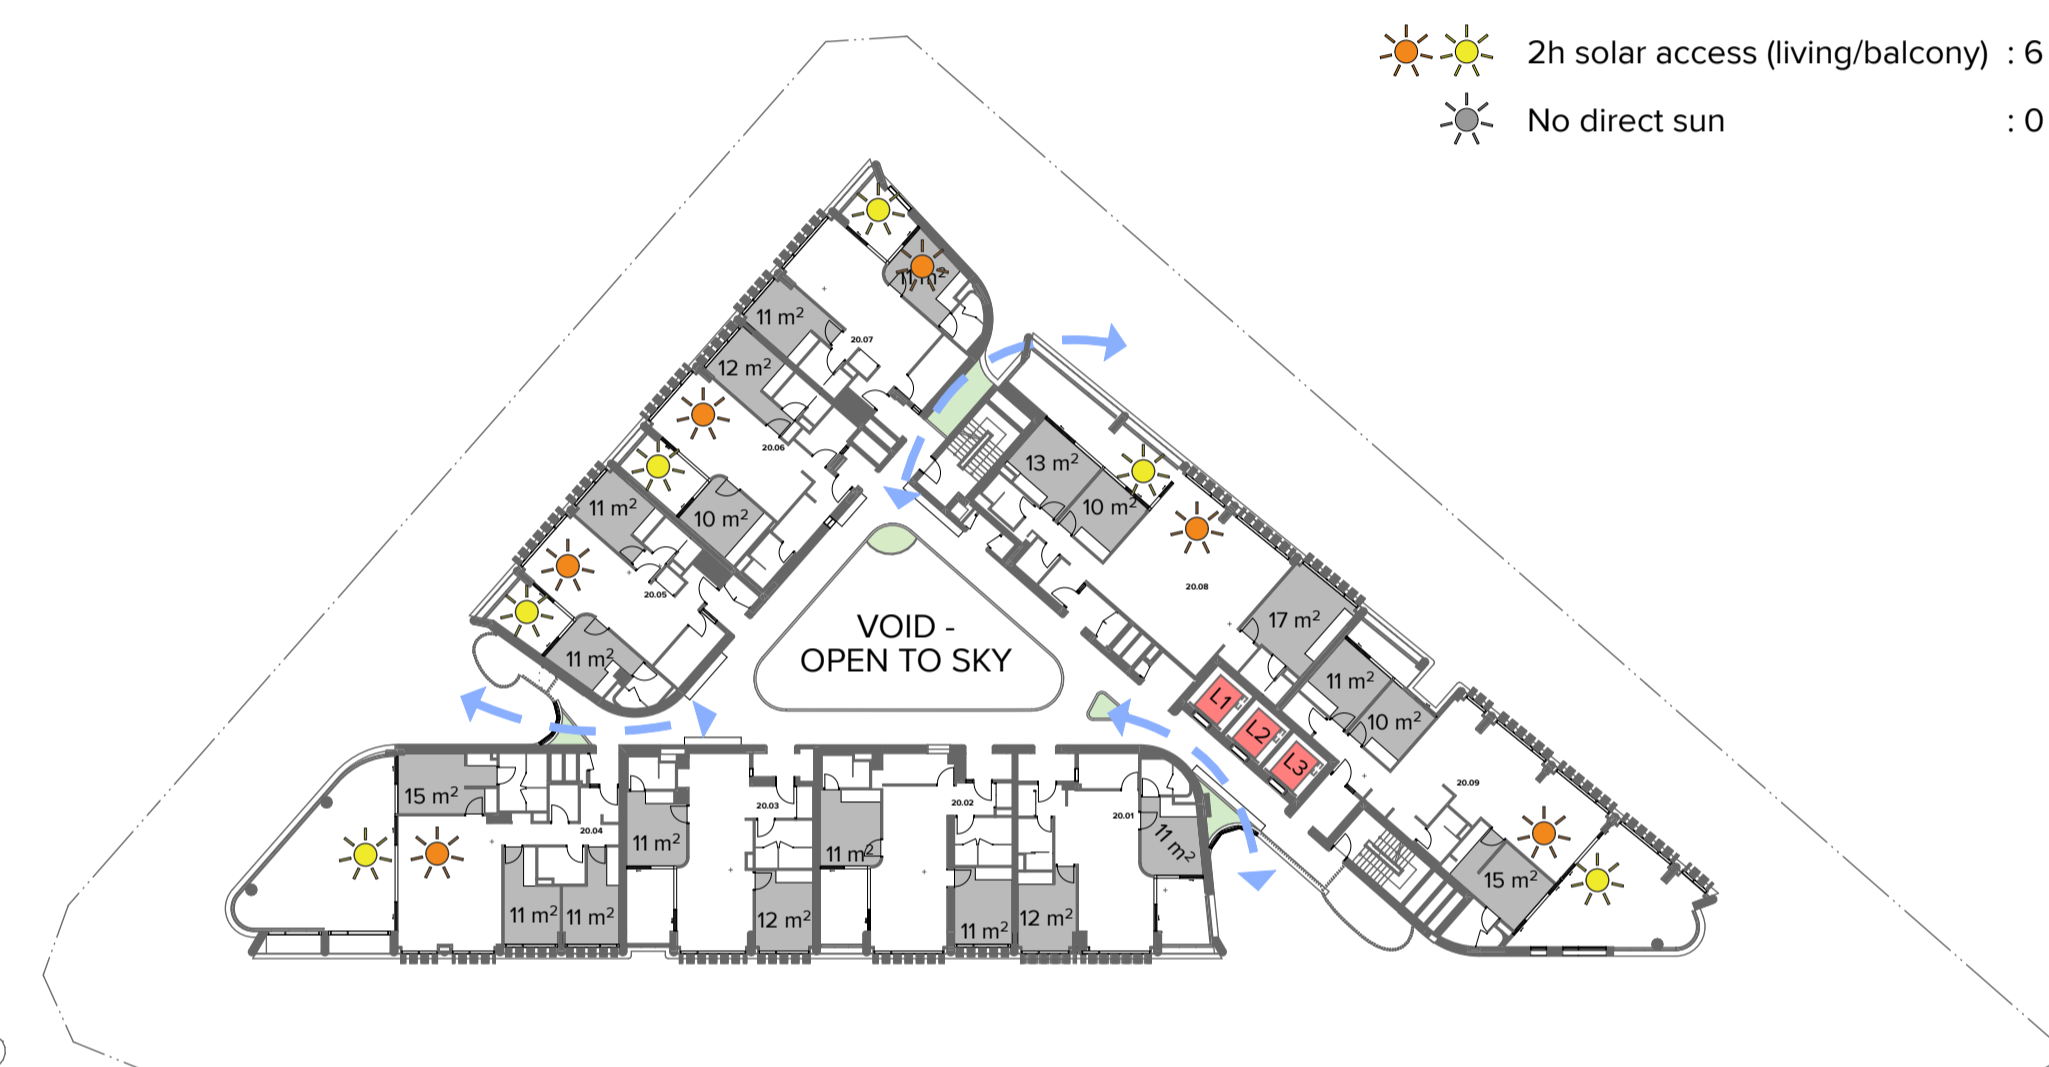 2h solar access (living/balcony) : 6
No direct sun : 0
11 m²
11 m²
20.07
12 m²
20.06
13 m²
11 m²
10 m²
10 m²
20.05
20.08
17 m²
11 m²
VOID -
OPEN TO SKY
11 m²
10 m²
L1
L2
L3
15 m²
20.04
20.03
20.02
20.01
20.09
11 m²
11 m²
11 m²
15 m²
11 m²
11 m²
12 m²
11 m²
12 m²